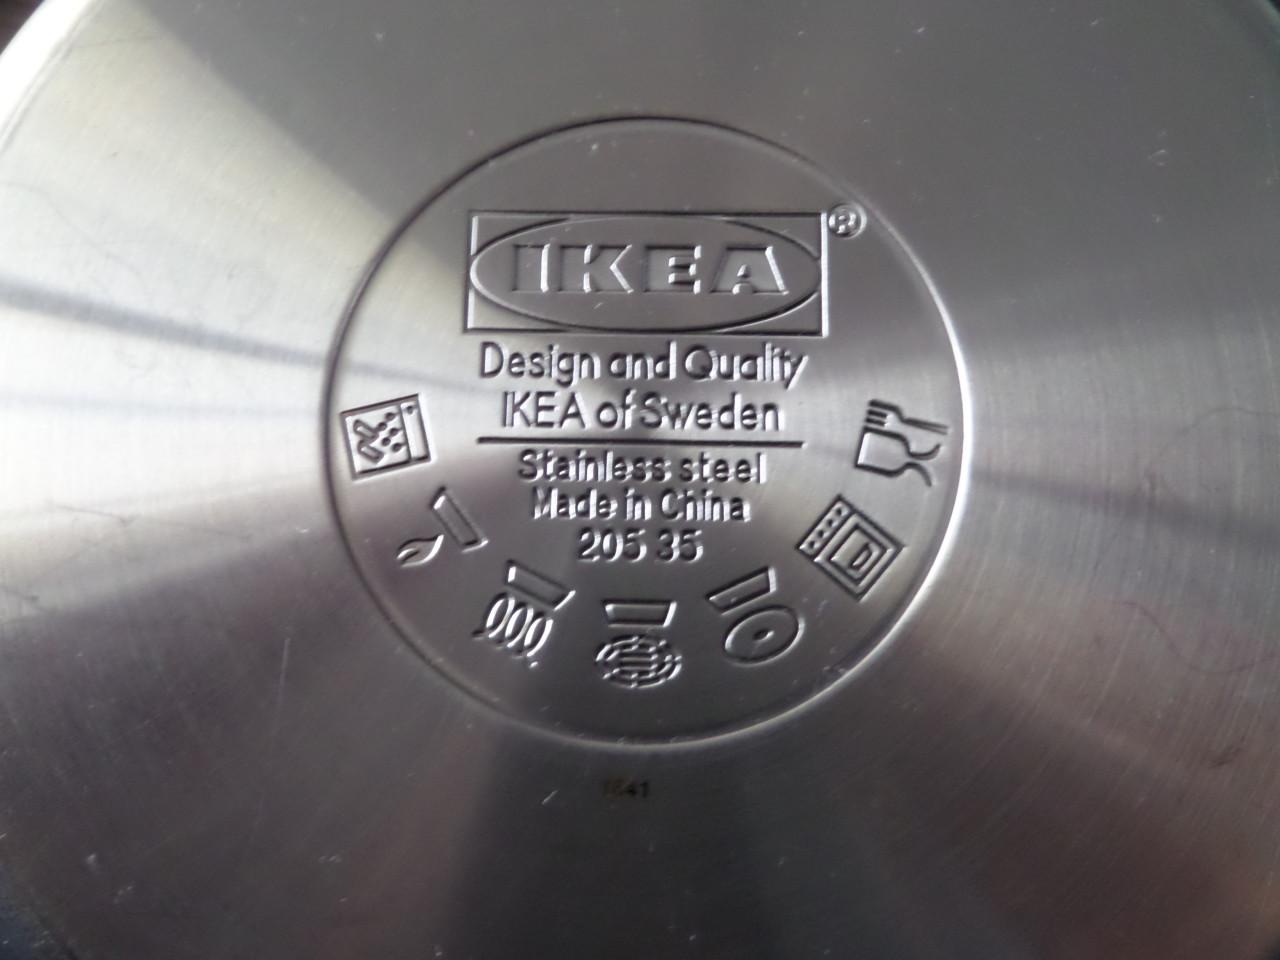 IKEA®
Design and Quality
IKEA of Sweden
Stainless steel
Made in China
205 35